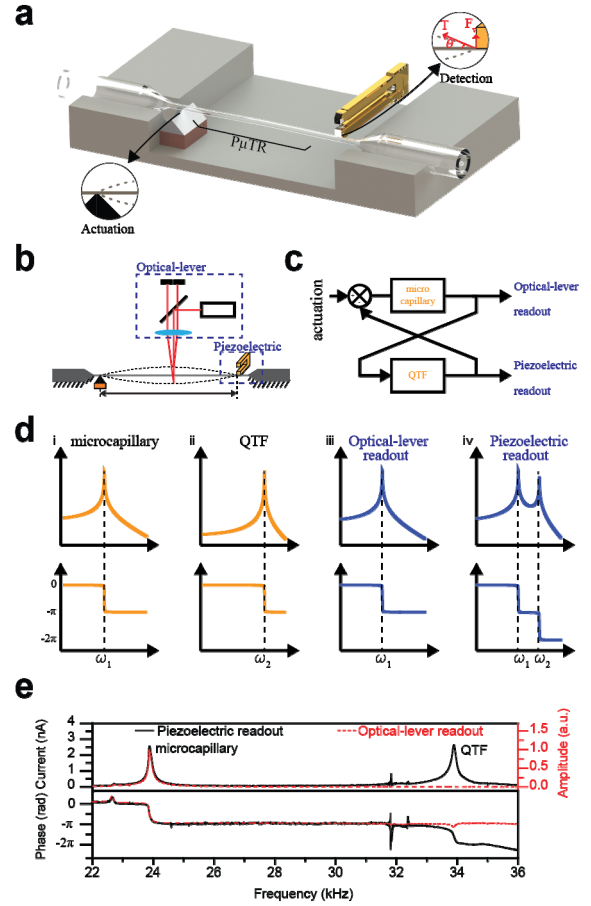 a
T
F
θ
Detection
PμTR
Actuation
b
Optical-lever
Piezoelectric
c
actuation
micro
capillary
QTF
Optical-lever
readout
Piezoelectric
readout
d
i
microcapillary
ii
QTF
iii
Optical-lever
readout
iv
Piezoelectric
readout
0
-π
-2π
ω1
ω2
ω1
ω1
ω2
e
Piezoelectric readout
Optical-lever readout
microcapillary
QTF
Current (nA)
4
3
2
1
0
Amplitude (a.u.)
1.5
1.0
0.5
0.0
Phase (rad)
0
-π
-2π
22
24
26
28
30
32
34
36
Frequency (kHz)